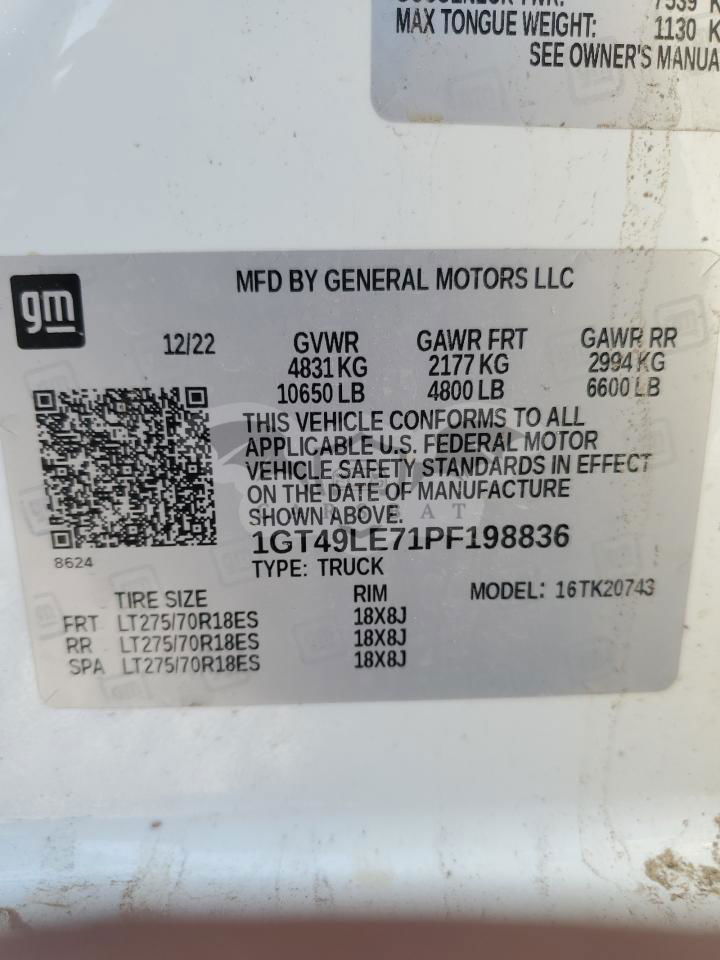 MAX TONGUE WEIGHT: 1130 K
SEE OWNER'S MANUA
gm
MFD BY GENERAL MOTORS LLC
12/22 GVWR GAWR FRT GAWR RR
4831 KG 2177 KG 2994 KG
10650 LB 4800 LB 6600 LB
THIS VEHICLE CONFORMS TO ALL
APPLICABLE U.S. FEDERAL MOTOR
VEHICLE SAFETY STANDARDS IN EFFECT
ON THE DATE OF MANUFACTURE
SHOWN ABOVE.
1GT49LE71PF198836
8624
TYPE: TRUCK
TIRE SIZE RIM MODEL: 16TK20743
FRT LT275/70R18ES 18X8J
RR LT275/70R18ES 18X8J
SPA LT275/70R18ES 18X8J